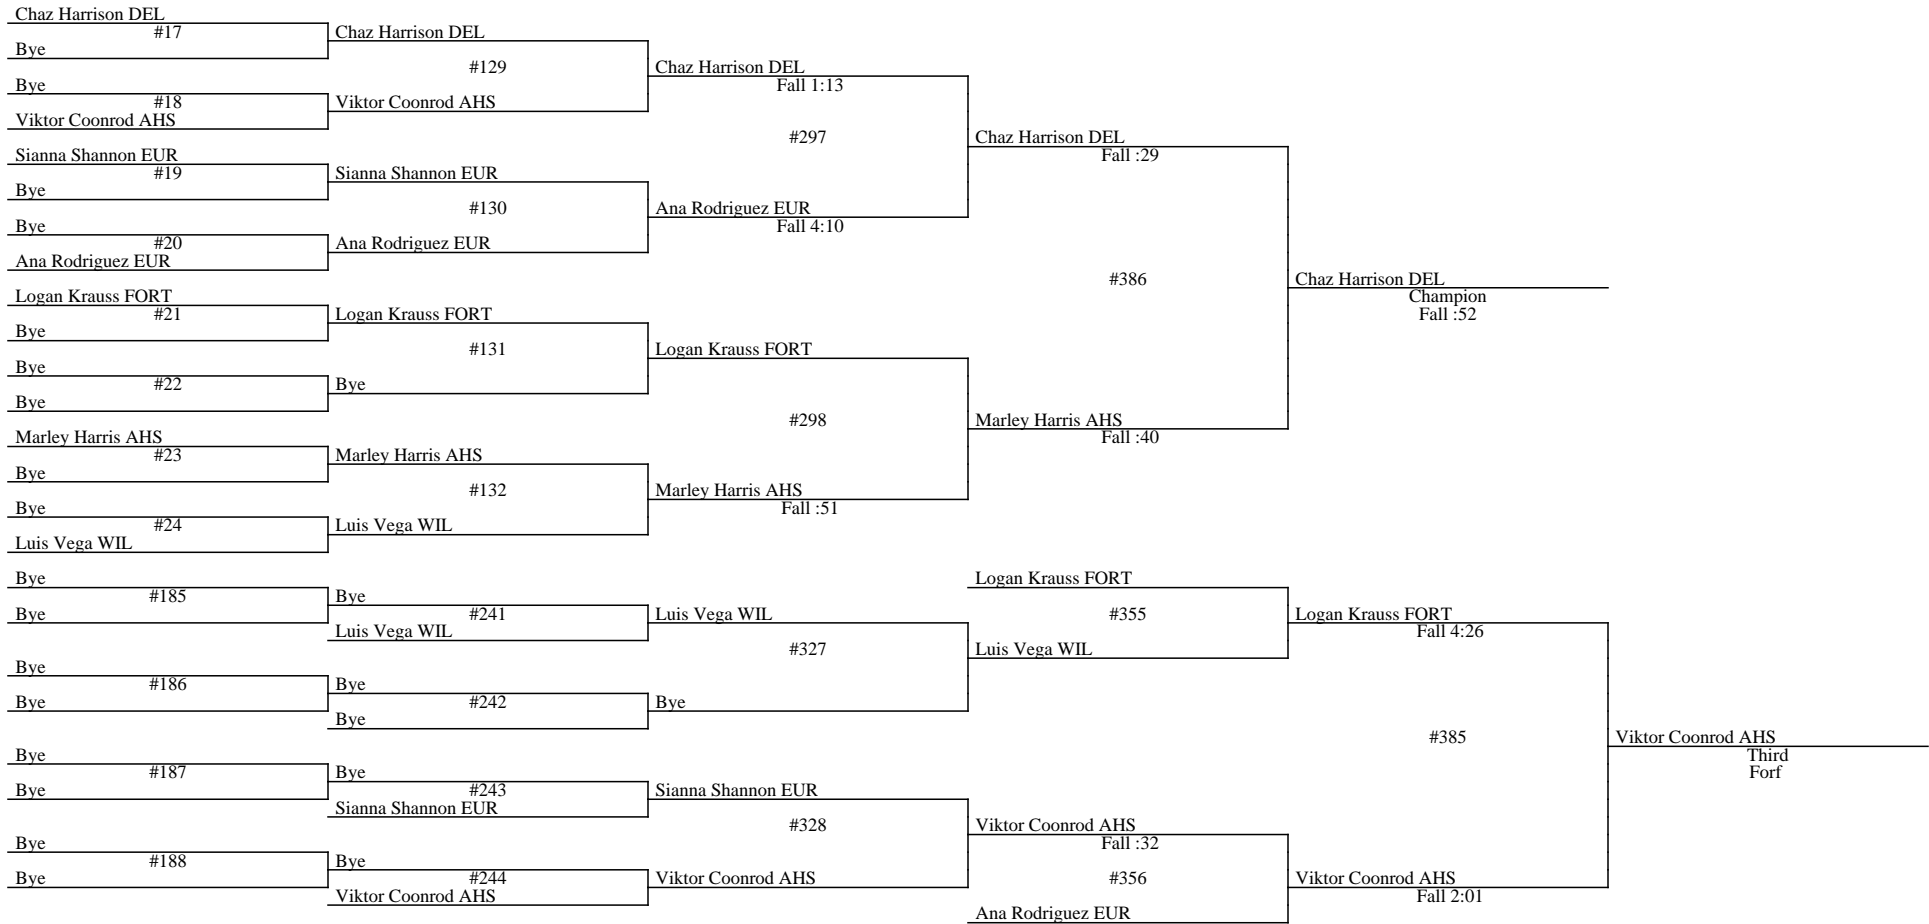 Chaz Harrison DEL
#17
Bye
Bye
#18
Viktor Coonrod AHS
Sianna Shannon EUR
#19
Bye
Bye
#20
Ana Rodriguez EUR
Logan Krauss FORT
#21
Bye
Bye
#22
Bye
Marley Harris AHS
#23
Bye
Bye
#24
Luis Vega WIL
Chaz Harrison DEL
#129
Viktor Coonrod AHS
Sianna Shannon EUR
#130
Ana Rodriguez EUR
Logan Krauss FORT
#131
Bye
Marley Harris AHS
#132
Luis Vega WIL
Chaz Harrison DEL
Fall 1:13
#297
Ana Rodriguez EUR
Fall 4:10
Logan Krauss FORT
#298
Marley Harris AHS
Fall :51
Chaz Harrison DEL
Fall :29
#386
Marley Harris AHS
Fall :40
Chaz Harrison DEL
Champion
Fall :52
Bye
#185
Bye
Bye
#186
Bye
Bye
#187
Bye
Bye
#188
Bye
Bye
#241
Luis Vega WIL
Bye
#242
Bye
Bye
#243
Sianna Shannon EUR
Bye
#244
Viktor Coonrod AHS
Luis Vega WIL
#327
Bye
Sianna Shannon EUR
#328
Viktor Coonrod AHS
Logan Krauss FORT
#355
Luis Vega WIL
Viktor Coonrod AHS
Fall :32
#356
Ana Rodriguez EUR
Logan Krauss FORT
Fall 4:26
#385
Viktor Coonrod AHS
Fall 2:01
Viktor Coonrod AHS
Third
Forf